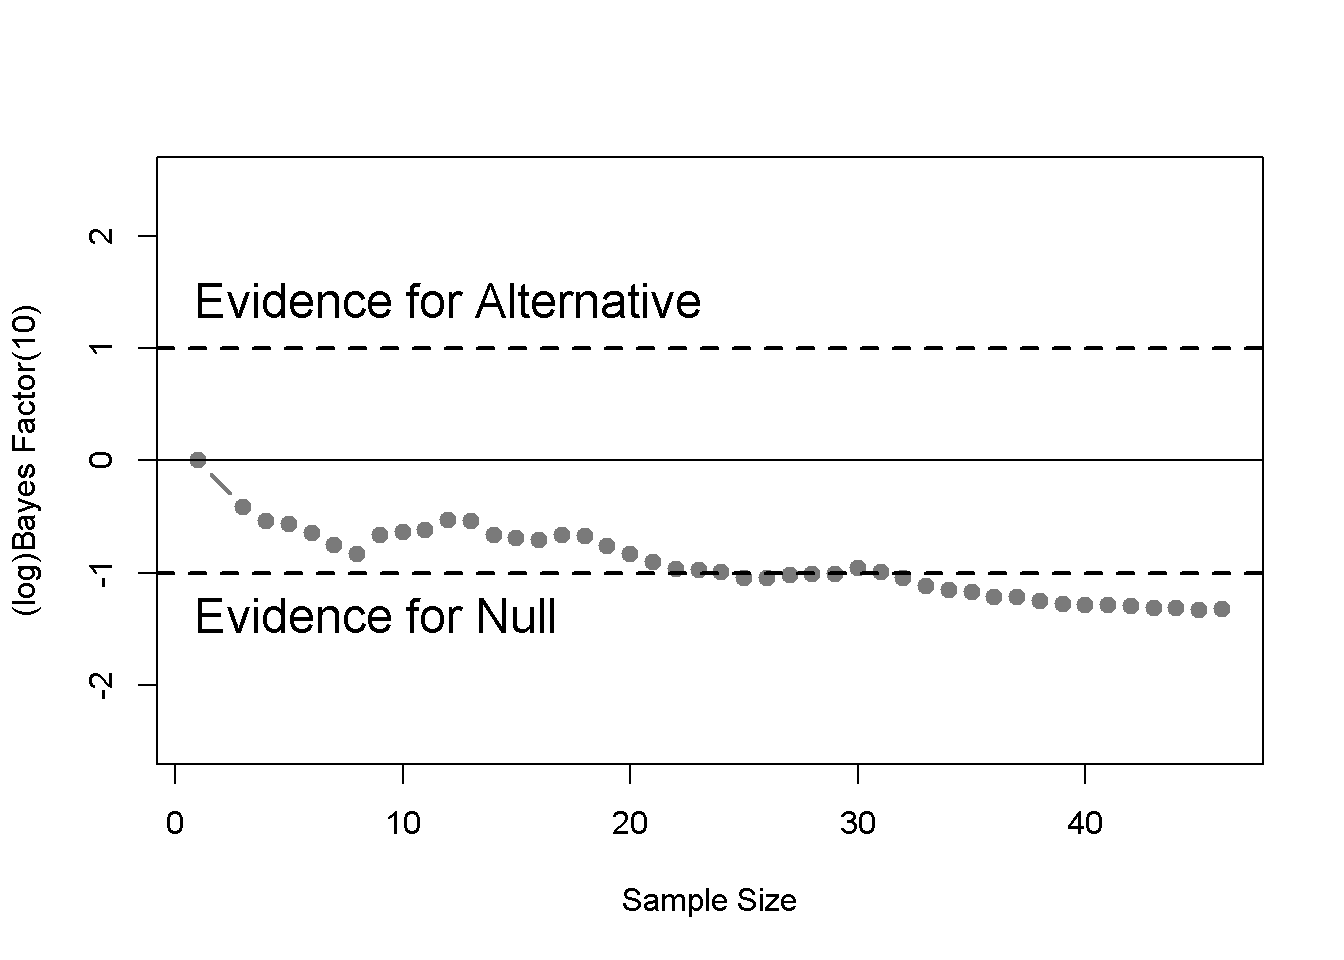 2
Evidence for Alternative
1
0
-1
Evidence for Null
-2
(log)Bayes Factor(10)
0 10 20 30 40
Sample Size